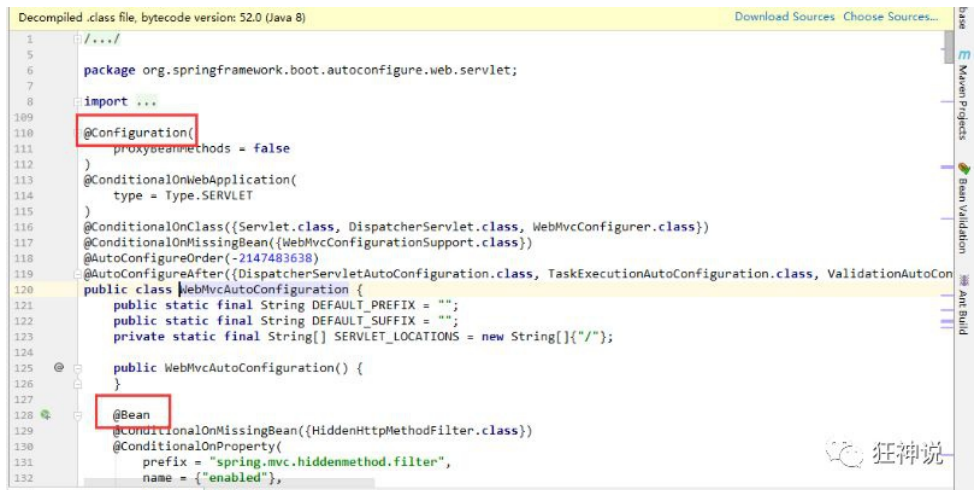 Decompiled .class file, bytecode version: 52.0 (Java 8) Download Sources Choose Sources...
1 /.../
5
6 package org.springframework.boot.autoconfigure.web.servlet;
7
8 import ...
109
110 @Configuration(
111 proxyBeanMethods = false
112 )
113 @ConditionalOnWebApplication(
114 type = Type.SERVLET
115 )
116 @ConditionalOnClass({Servlet.class, DispatcherServlet.class, WebMvcConfigurer.class})
117 @ConditionalOnMissingBean({WebMvcConfigurationSupport.class})
118 @AutoConfigureOrder(-2147483638)
119 @AutoConfigureAfter({DispatcherServletAutoConfiguration.class, TaskExecutionAutoConfiguration.class, ValidationAutoCon
120 public class WebMvcAutoConfiguration {
121 public static final String DEFAULT_PREFIX = "";
122 public static final String DEFAULT_SUFFIX = "";
123 private static final String[] SERVLET_LOCATIONS = new String[]{"/"};
124
125 @ public WebMvcAutoConfiguration() {
126 }
127
128 @Bean
129 @ConditionalOnMissingBean({HiddenHttpMethodFilter.class})
130 @ConditionalOnProperty(
131 prefix = "spring.mvc.hiddenmethod.filter",
132 name = {"enabled"},
base
m Maven Projects
Bean Validation
Ant Build
狂神说